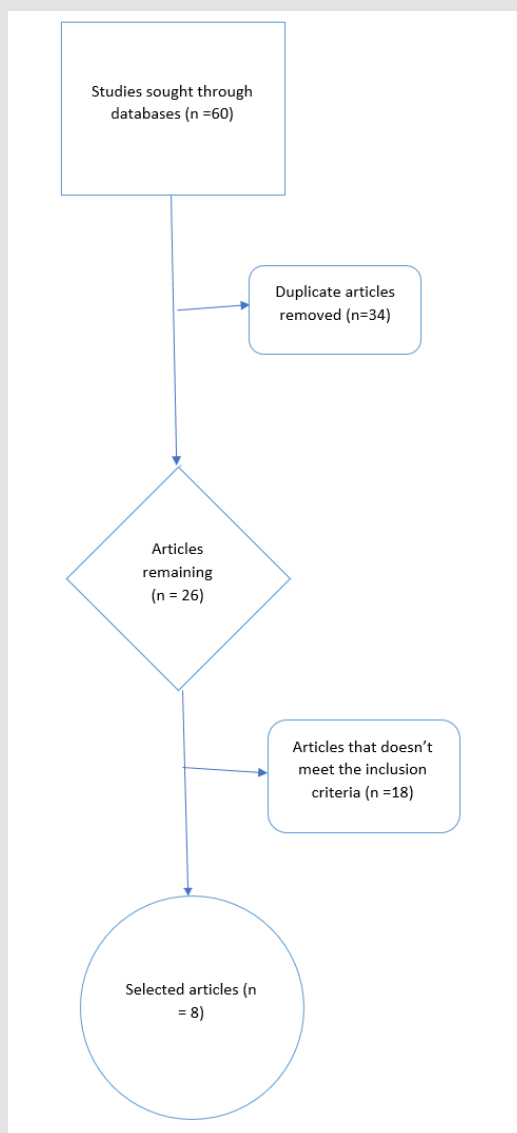 Studies sought through
databases (n =60)
Duplicate articles
removed (n=34)
Articles
remaining
(n = 26)
Articles that doesn’t
meet the inclusion
criteria (n =18)
Selected articles (n
= 8)